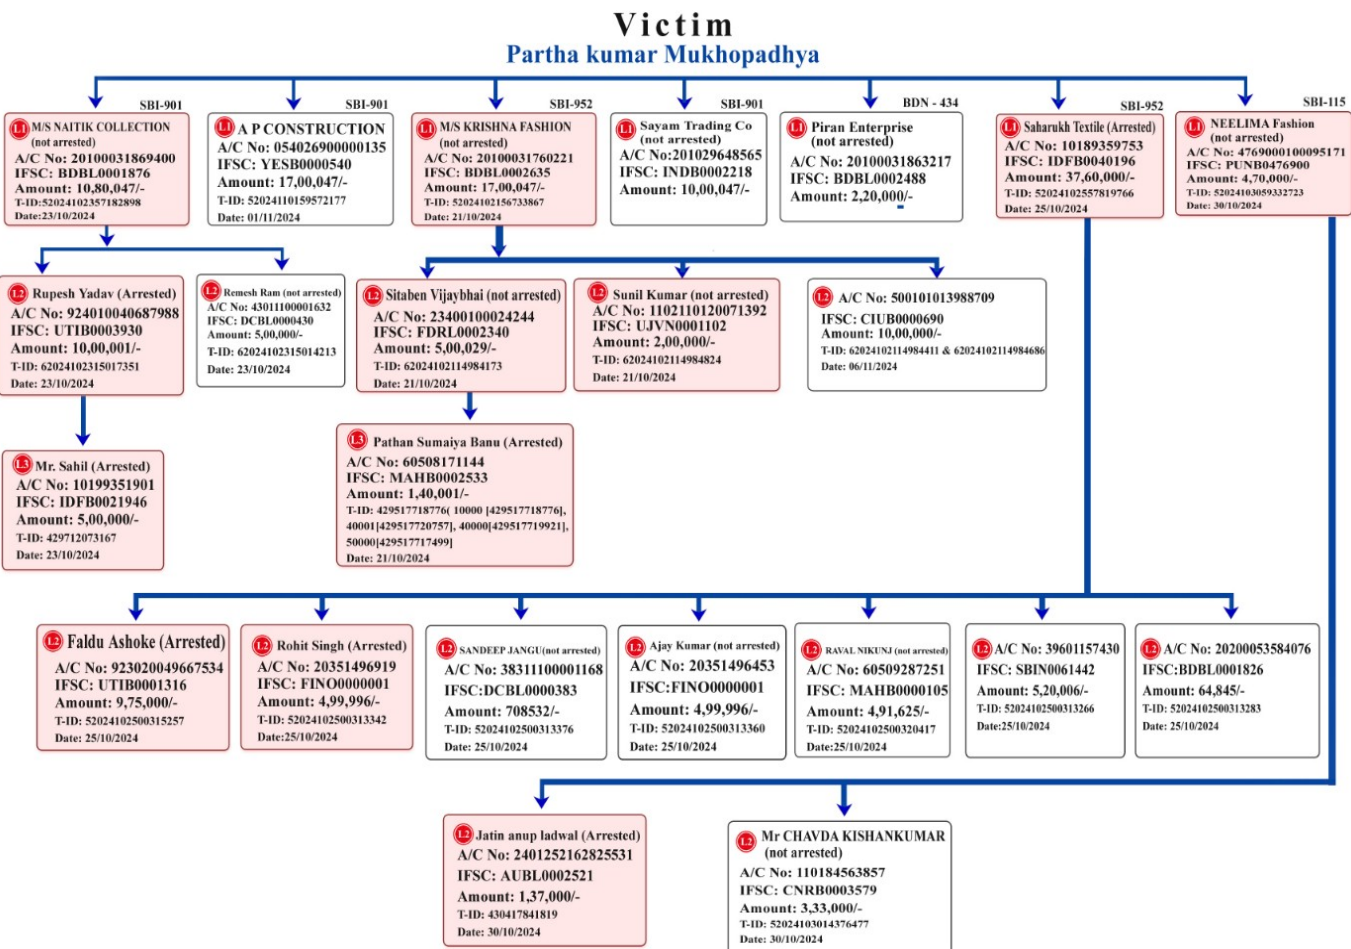 Victim
Partha kumar Mukhopadhya
SBI-901
L1 M/S NAITIK COLLECTION
(not arrested)
A/C No: 20100031869400
IFSC: BDBL0001876
Amount: 10,80,047/-
T-ID: 52024102357182898
Date:23/10/2024
SBI-901
L1 A P CONSTRUCTION
A/C No: 054026900000135
IFSC: YESB0000540
Amount: 17,00,047/-
T-ID: 52024110159572177
Date: 01/11/2024
SBI-952
L1 M/S KRISHNA FASHION
(not arrested)
A/C No: 20100031760221
IFSC: BDBL0002635
Amount: 17,00,047/-
T-ID: 52024102156733867
Date: 21/10/2024
SBI-901
L1 Sayam Trading Co
(not arrested)
A/C No:201029648565
IFSC: INDB0002218
Amount: 10,00,047/-
BDN - 434
L1 Piran Enterprise
(not arrested)
A/C No: 20100031863217
IFSC: BDBL0002488
Amount: 2,20,000/-
SBI-952
L1 Saharukh Textile (Arrested)
A/C No: 10189359753
IFSC: IDFB0040196
Amount: 37,60,000/-
T-ID: 52024102557819766
Date: 25/10/2024
SBI-115
L1 NEELIMA Fashion
(not arrested)
A/C No: 4769000100095171
IFSC: PUNB0476900
Amount: 4,70,000/-
T-ID: 52024103059332723
Date: 30/10/2024
L2 Rupesh Yadav (Arrested)
A/C No: 924010040687988
IFSC: UTIB0003930
Amount: 10,00,001/-
T-ID: 62024102315017351
Date: 23/10/2024
L2 Remesh Ram (not arrested)
A/C No: 43011100001632
IFSC: DCBL0000430
Amount: 5,00,000/-
T-ID: 62024102315014213
Date: 23/10/2024
L2 Sitaben Vijaybhai (not arrested)
A/C No: 23400100024244
IFSC: FDRL0002340
Amount: 5,00,029/-
T-ID: 62024102114984173
Date: 21/10/2024
L2 Sunil Kumar (not arrested)
A/C No: 1102110120071392
IFSC: UJVN0001102
Amount: 2,00,000/-
T-ID: 62024102114984824
Date: 21/10/2024
L2 A/C No: 500101013988709
IFSC: CIUB0000690
Amount: 10,00,000/-
T-ID: 62024102114984411 & 62024102114984686
Date: 06/11/2024
L3 Mr. Sahil (Arrested)
A/C No: 10199351901
IFSC: IDFB0021946
Amount: 5,00,000/-
T-ID: 429712073167
Date: 23/10/2024
L3 Pathan Sumaiya Banu (Arrested)
A/C No: 60508171144
IFSC: MAHB0002533
Amount: 1,40,001/-
T-ID: 429517718776( 10000 [429517718776],
40001[429517720757], 40000[429517719921],
50000[429517717499]
Date: 21/10/2024
L2 Faldu Ashoke (Arrested)
A/C No: 923020049667534
IFSC: UTIB0001316
Amount: 9,75,000/-
T-ID: 52024102500315257
Date: 25/10/2024
L2 Rohit Singh (Arrested)
A/C No: 20351496919
IFSC: FINO0000001
Amount: 4,99,996/-
T-ID: 52024102500313342
Date:25/10/2024
L2 SANDEEP JANGU(not arrested)
A/C No: 38311100001168
IFSC:DCBL0000383
Amount: 708532/-
T-ID: 52024102500313376
Date: 25/10/2024
L2 Ajay Kumar (not arrested)
A/C No: 20351496453
IFSC:FINO0000001
Amount: 4,99,996/-
T-ID: 52024102500313360
Date: 25/10/2024
L2 RAVAL NIKUNJ (not arrested)
A/C No: 60509287251
IFSC: MAHB0000105
Amount: 4,91,625/-
T-ID: 52024102500320417
Date:25/10/2024
L2 A/C No: 39601157430
IFSC: SBIN0061442
Amount: 5,20,006/-
T-ID: 52024102500313266
Date:25/10/2024
L2 A/C No: 20200053584076
IFSC:BDBL0001826
Amount: 64,845/-
T-ID: 52024102500313283
Date: 25/10/2024
L2 Jatin anup ladwal (Arrested)
A/C No: 2401252162825531
IFSC: AUBL0002521
Amount: 1,37,000/-
T-ID: 430417841819
Date: 30/10/2024
L2 Mr CHAVDA KISHANKUMAR
(not arrested)
A/C No: 110184563857
IFSC: CNRB0003579
Amount: 3,33,000/-
T-ID: 52024103014376477
Date: 30/10/2024